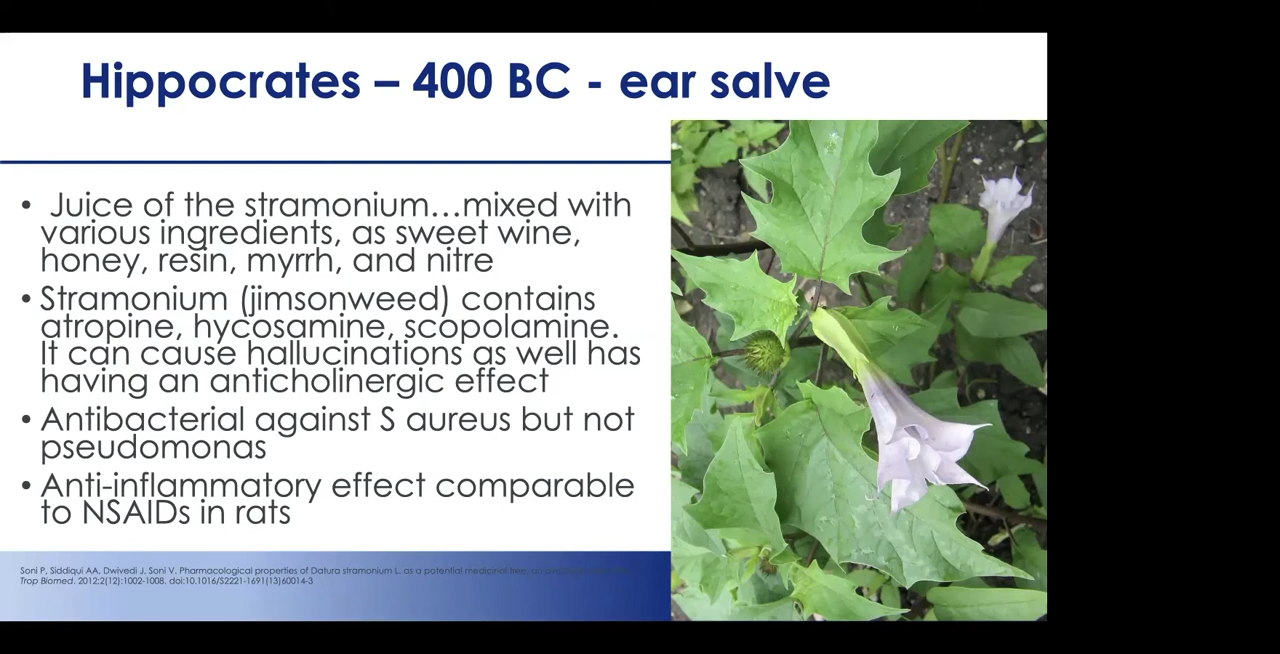 Hippocrates – 400 BC - ear salve
• Juice of the stramonium...mixed with
various ingredients, as sweet wine,
honey, resin, myrrh, and nitre
• Stramonium (jimsonweed) contains
atropine, hycosamine, scopolamine.
It can cause hallucinations as well has
having an anticholinergic effect
• Antibacterial against S aureus but not
pseudomonas
• Anti-inflammatory effect comparable
to NSAIDs in rats
Soni P, Siddiqui AA, Dwivedi J, Soni V. Pharmacological properties of Datura stramonium L. as a potential medicinal tree:
Trop Biomed. 2012;2(12):1002-1008. doi:10.1016/S2221-1691(13)60014-3